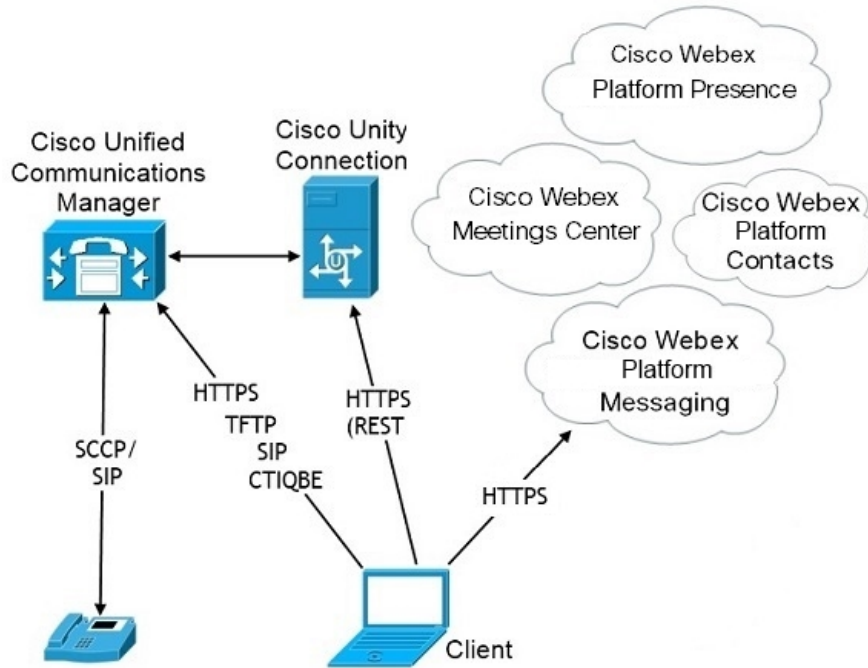 Cisco Webex
Platform Presence
Cisco Unity
Connection
Cisco Unified
Communications
Manager
Cisco Webex
Meetings Center
Cisco Webex
Platform
Contacts
U
Cisco Webex
Platform
Messaging
HTTPS
TFTP
SIP
CTIQBE
HTTPS
(REST
SCCP/
SIP
HTTPS
Client